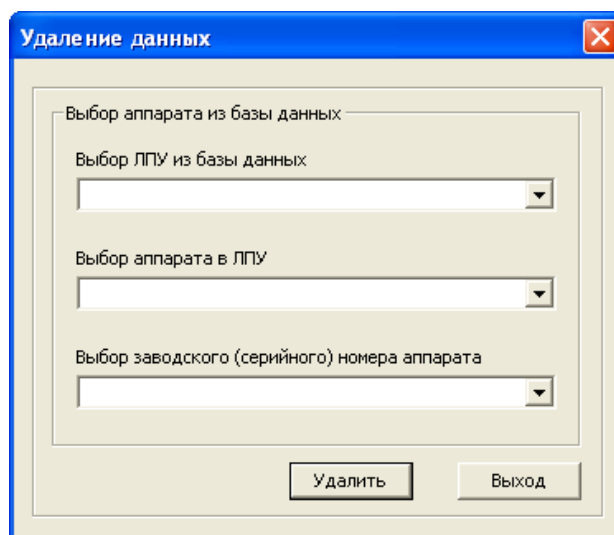 Удаление данных
Выбор аппарата из базы данных
Выбор ЛПУ из базы данных
Выбор аппарата в ЛПУ
Выбор заводского (серийного) номера аппарата
Удалить Выход